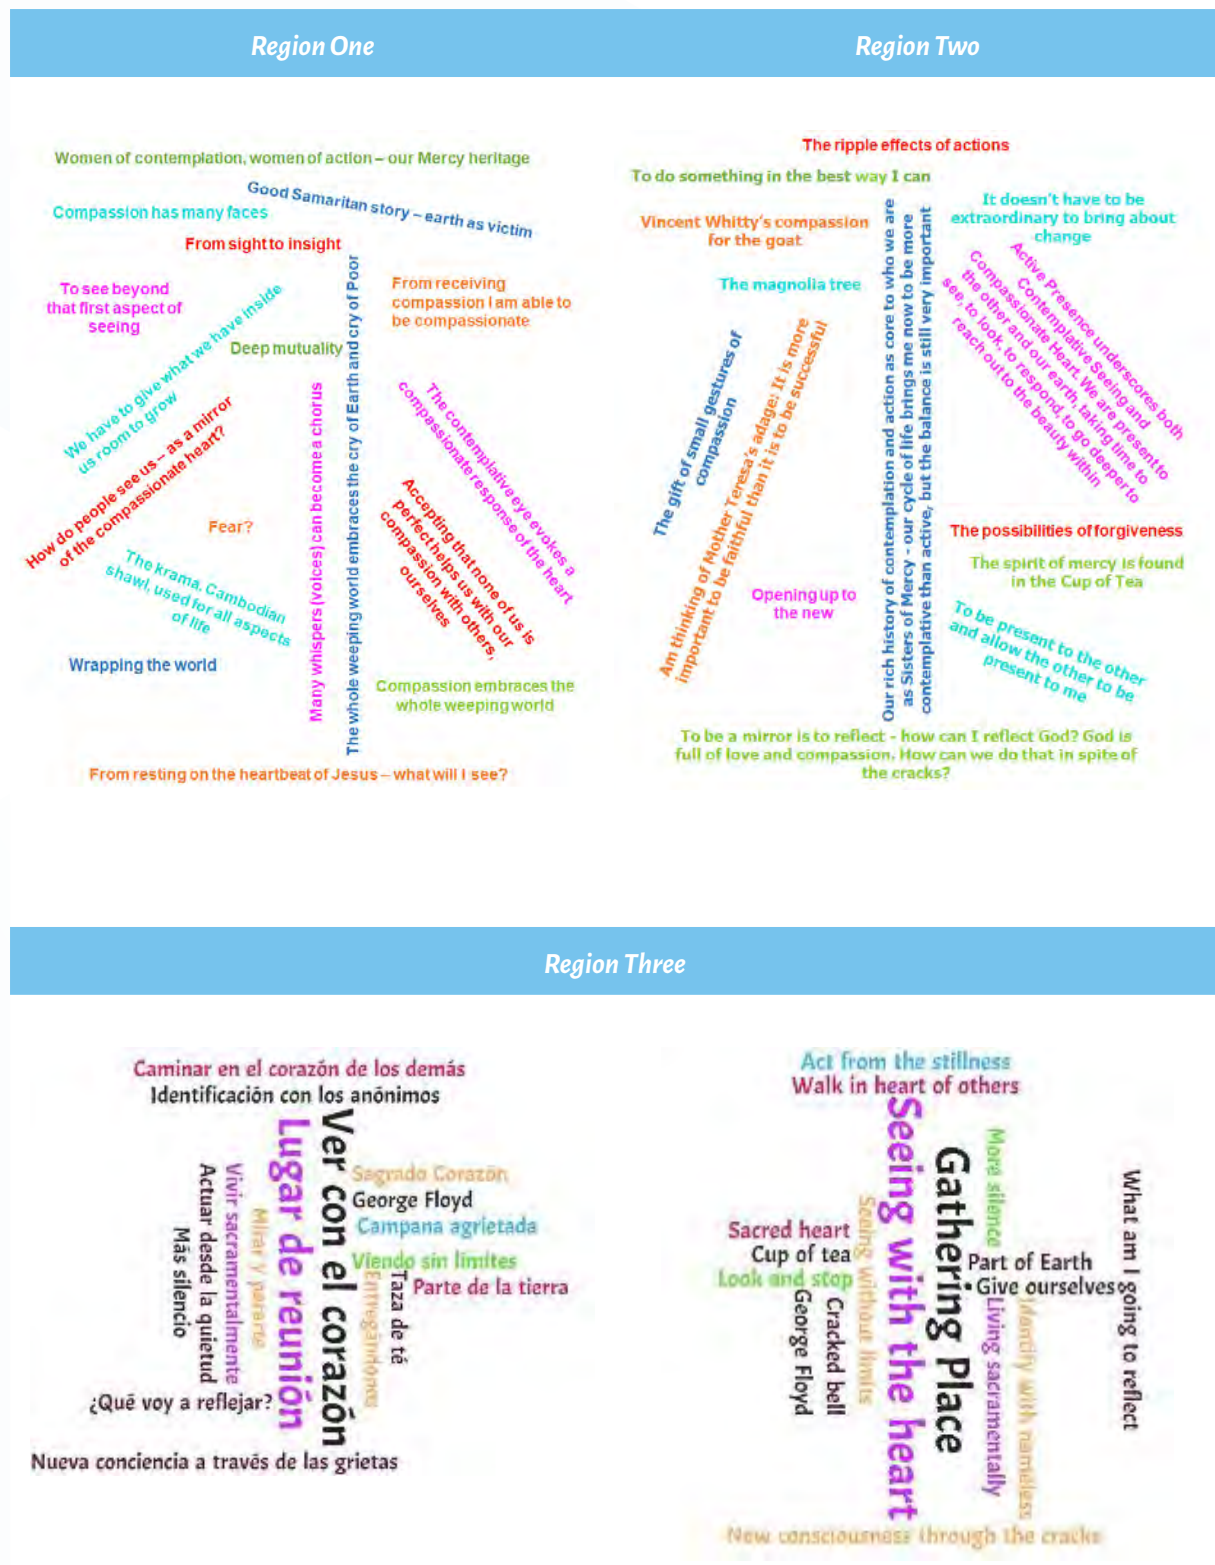 Region One
Region Two
Women of contemplation, women of action – our Mercy heritage
Good Samaritan story – earth as victim
Compassion has many faces
From sight to insight
To see beyond
that first aspect of
seeing
From receiving
compassion I am able to
be compassionate
We have to give what we have inside
us room to grow
Deep mutuality
How do people see us – as a mirror
of the compassionate heart?
Fear?
The krama, Cambodian
shawl, used for all aspects
of life
Wrapping the world
Many whispers (voices) can become a chorus
The whole weeping world embraces the cry of Earth and cry of Poor
The contemplative eye evokes a
compassionate response of the heart
Accepting that none of us is
perfect helps us with our
compassion with others,
ourselves
Compassion embraces the
whole weeping world
From resting on the heartbeat of Jesus – what will I see?
The ripple effects of actions
To do something in the best way I can
Vincent Whitty's compassion
for the goat
The magnolia tree
It doesn't have to be
extraordinary to bring about
change
The gift of small gestures of
compassion
Am thinking of Mother Teresa's adage: It is more
important to be faithful than it is to be successful
Our rich history of contemplation and action as core to who we are
as Sisters of Mercy - our cycle of life brings me now to be more
contemplative than active, but the balance is still very important
Active Presence underscores both
Contemplative Seeing and
Compassionate Heart. We are present to
the other and our earth, taking time to
see, to look, to respond, to go deeper to
reach out to the beauty within
Opening up to
the new
The possibilities of forgiveness
The spirit of mercy is found
in the Cup of Tea
To be present to the other
and allow the other to be
present to me
To be a mirror is to reflect - how can I reflect God? God is
full of love and compassion. How can we do that in spite of
the cracks?
Region Three
Caminar en el corazón de los demás
Identificación con los anónimos
Ver con el corazón
Lugar de reunión
Sagrado Corazón
George Floyd
Campana agrietada
Viendo sin límites
Parte de la tierra
Taza de té
Entregándonos
Mirar y pararte
Vivir sacramentalmente
Actuar desde la quietud
Más silencio
¿Qué voy a reflejar?
Nueva conciencia a través de las grietas
Act from the stillness
Walk in heart of others
Seeing with the heart
Gathering Place
More silence
What am I going to reflect
Sacred heart
Cup of tea
Look and stop
Seeing without limits
Part of Earth
• Give ourselves
George Floyd
Cracked bell
Living sacramentally
Identify with nameless
New consciousness through the cracks